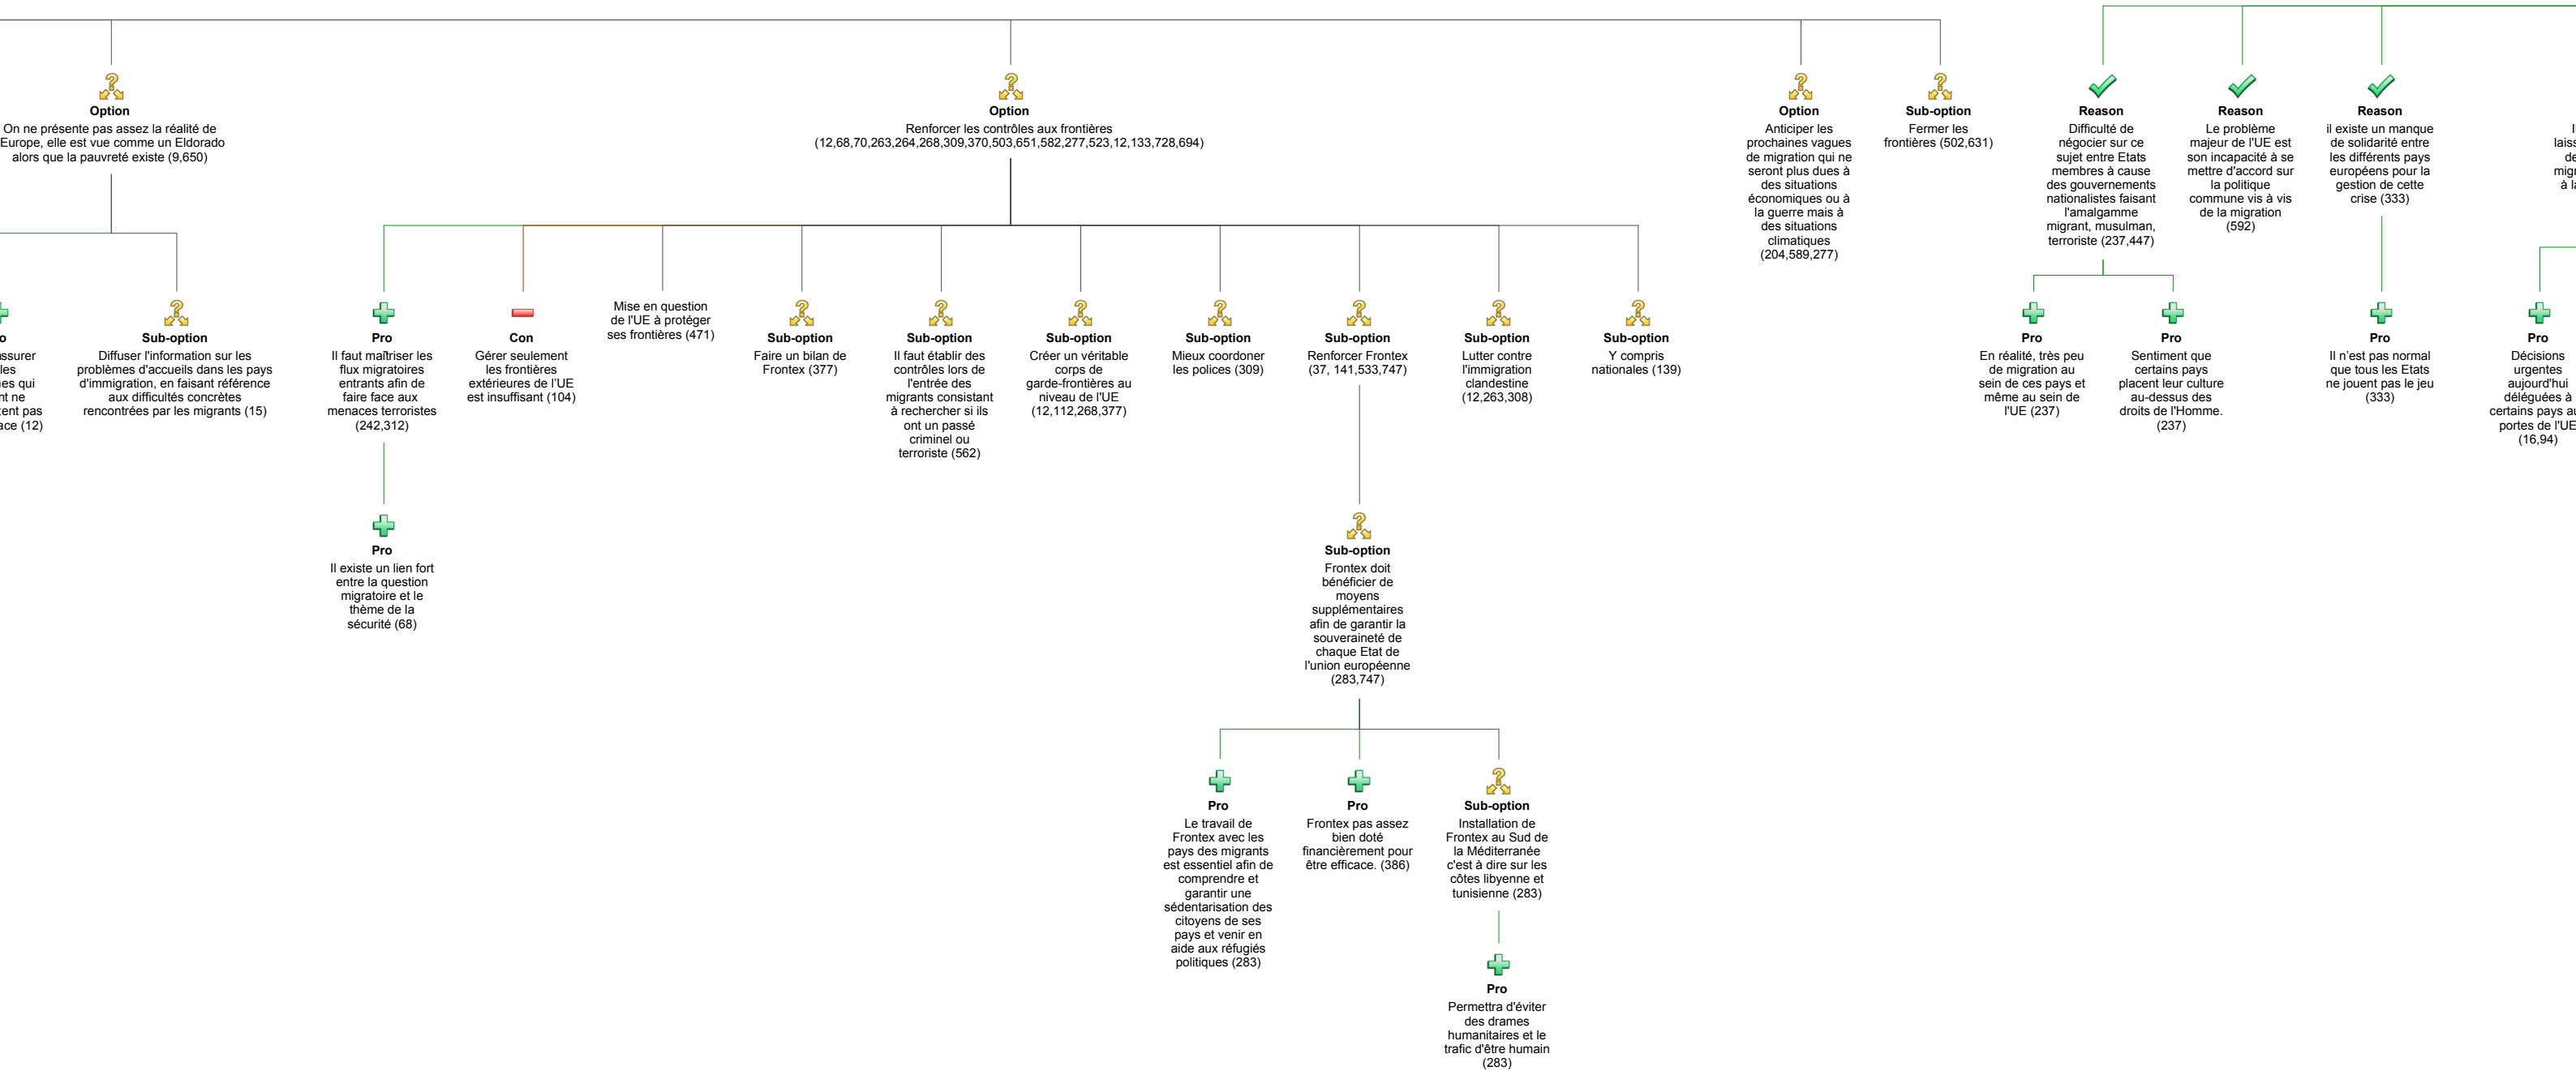 Option
On ne présente pas assez la réalité de
Europe, elle est vue comme un Eldorado
alors que la pauvreté existe (9,650)
Option
Renforcer les contrôles aux frontières
(12,68,70,263,264,268,309,370,503,651,582,277,523,12,133,728,694)
Option
Anticiper les
prochaines vagues
de migration qui ne
seront plus dues à
des situations
économiques ou à
la guerre mais à
des situations
climatiques
(204,589,277)
Sub-option
Fermer les
frontières (502,631)
Reason
Difficulté de
négocier sur ce
sujet entre Etats
membres à cause
des gouvernements
nationalistes faisant
l'amalgame
migrant, musulman,
terroriste (237,447)
Reason
Le problème
majeur de l'UE est
son incapacité à se
mettre d'accord sur
la politique
commune vis à vis
de la migration
(592)
Reason
il existe un manque
de solidarité entre
les différents pays
européens pour la
gestion de cette
crise (333)
les
ace (12)
Sub-option
Diffuser l'information sur les
problèmes d'accueils dans les pays
d'immigration, en faisant référence
aux difficultés concrètes
rencontrées par les migrants (15)
Pro
Il faut maîtriser les
flux migratoires
entrants afin de
faire face aux
menaces terroristes
(242,312)
Con
Gérer seulement
les frontières
extérieures de l'UE
est insuffisant (104)
Mise en question
de l'UE à protéger
ses frontières (471)
Sub-option
Faire un bilan de
Frontex (377)
Sub-option
Il faut établir des
contrôles lors de
l'entrée des
migrants consistant
à rechercher si ils
ont un passé
criminel ou
terroriste (562)
Sub-option
Créer un véritable
corps de
garde-frontières au
niveau de l'UE
(12,112,268,377)
Sub-option
Mieux coordoner
les polices (309)
Sub-option
Renforcer Frontex
(37, 141,533,747)
Sub-option
Lutter contre
l'immigration
clandestine
(12,263,308)
Sub-option
Y compris
nationales (139)
Pro
En réalité, très peu
de migration au
sein de ces pays et
même au sein de
l'UE (237)
Pro
Sentiment que
certains pays
placent leur culture
au-dessus des
droits de l'Homme.
(237)
Pro
Il n'est pas normal
que tous les Etats
ne jouent pas le jeu
(333)
Pro
Décisions
urgentes
aujourd'hui
déléguées à
certains pays au
portes de l'UE
(16,94)
Pro
Il existe un lien fort
entre la question
migratoire et le
thème de la
sécurité (68)
Sub-option
Frontex doit
bénéficier de
moyens
supplémentaires
afin de garantir la
souveraineté de
chaque Etat de
l'union européenne
(283,747)
Pro
Le travail de
Frontex avec les
pays des migrants
est essentiel afin de
comprendre et
garantir une
sédentarisation des
citoyens de ses
pays et venir en
aide aux réfugiés
politiques (283)
Pro
Frontex pas assez
bien doté
financièrement pour
être efficace. (386)
Sub-option
Installation de
Frontex au Sud de
la Méditerranée
c'est à dire sur les
côtes libyenne et
tunisienne (283)
Pro
Permettra d'éviter
des drames
humanitaires et le
trafic d'être humain
(283)